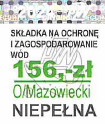 SKŁADKA NA OCHRONĘ
I ZAGOSPODAROWANIE
WÓD
156,-zł
O/Mazowiecki
NIEPEŁNA